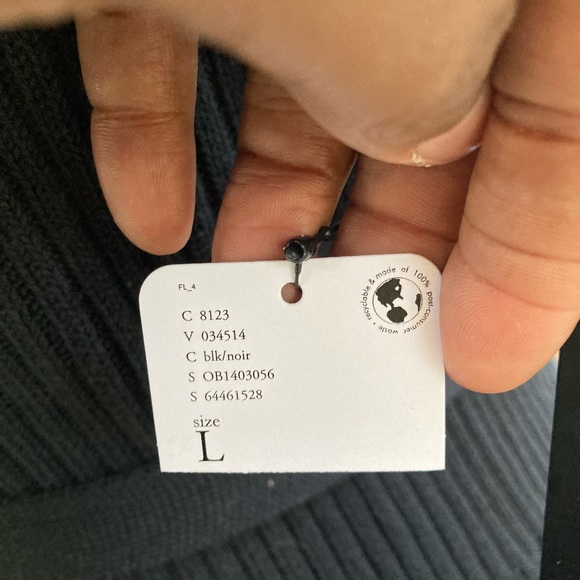 FL_4
recyclable & made of 100% post-consumer waste •
C 8123
V 034514
C blk/noir
S OB1403056
S 64461528
size
L